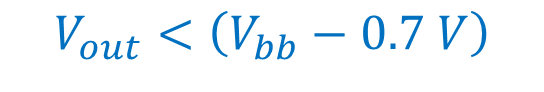 V_out < (V_bb − 0.7 V)